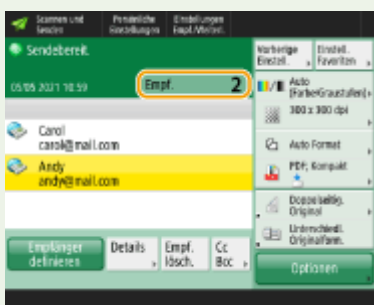 Scannen und
Senden
Persönliche
Einstellungen
Einstellungen
Empf./Weiterl.
Sendebereit.
05/05 2021 10:59
Empf. 2
Carol
carol@mail.com
Andy
andy@mail.com
Empfänger
definieren
Details
Empf.
lösch.
Cc
Bcc
Vorherige
Einstel.
Einstell.
Favoriten
Auto
(Farbe/Graustufen)
300 x 300 dpi
Auto Format
PDF; Kompakt
Doppelseitig.
Original
Unterschiedl.
Originalform.
Optionen